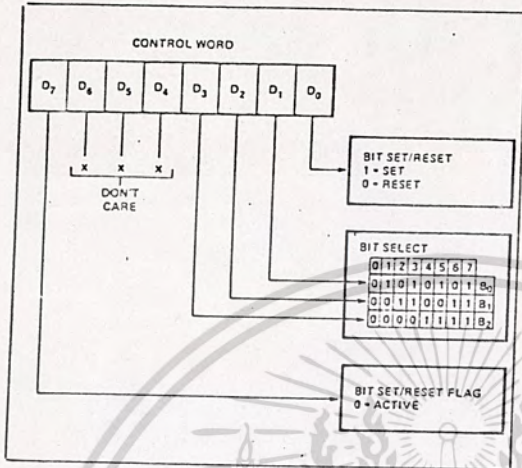 CONTROL WORD
D7 D6 D5 D4 D3 D2 D1 D0
X X X
DON'T
CARE
BIT SET/RESET
1 = SET
0 = RESET
BIT SELECT
0 1 2 3 4 5 6 7
0 1 0 1 0 1 0 1 B0
0 0 1 1 0 0 1 1 B1
0 0 0 0 1 1 1 1 B2
BIT SET/RESET FLAG
0 = ACTIVE